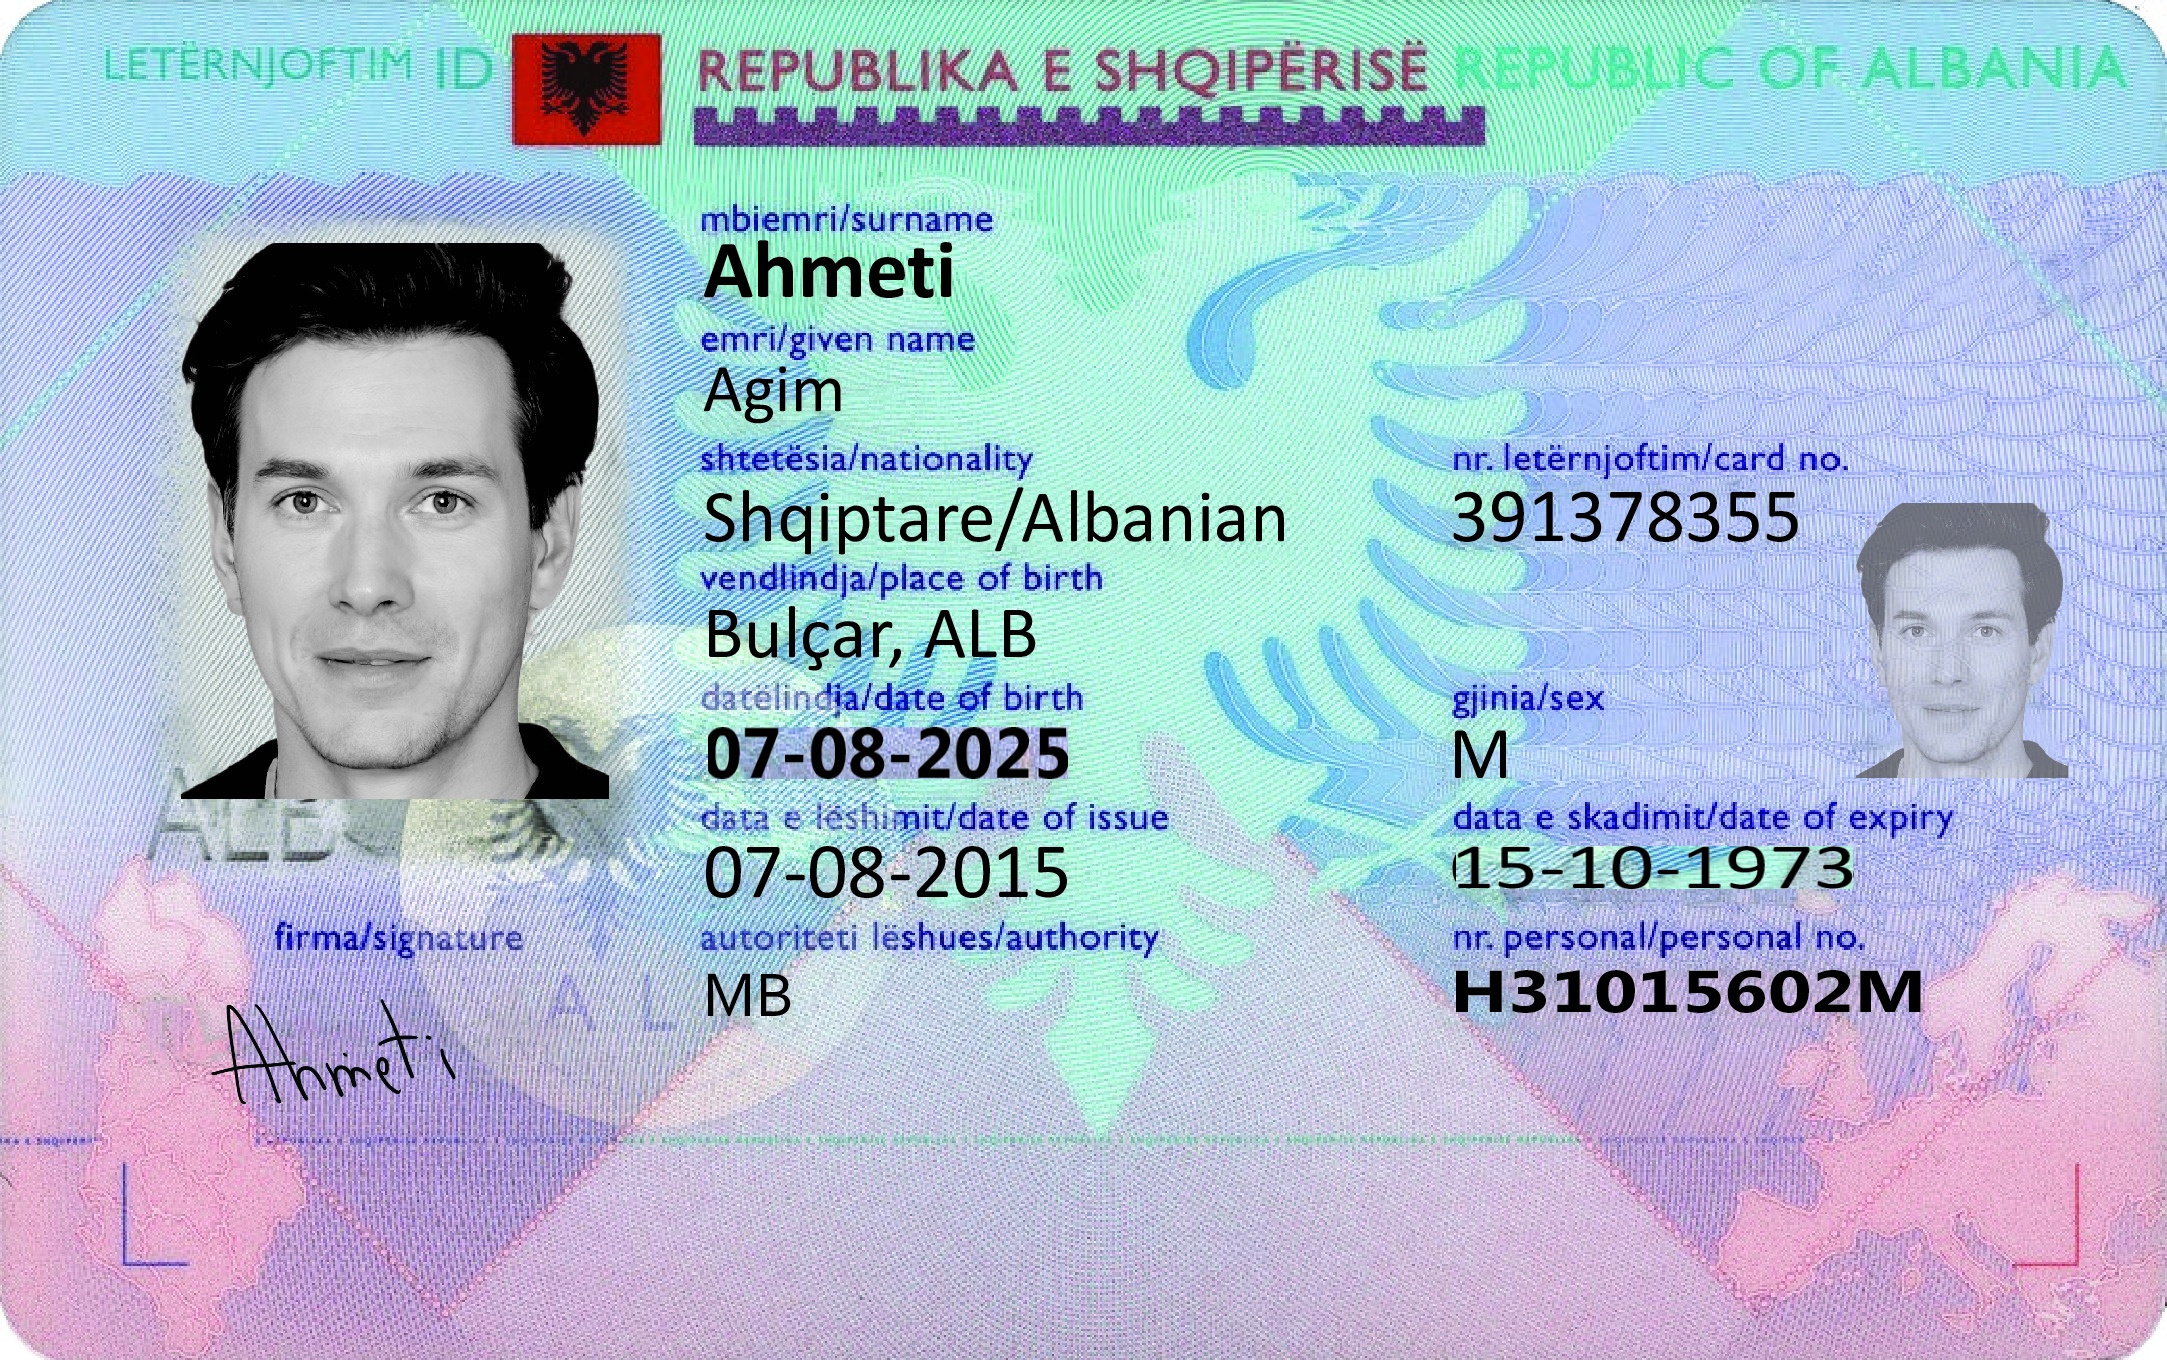 LETËRNJOFTIM ID REPUBLIKA E SHQIPËRISË REPUBLIC OF ALBANIA
mbiemri/surname
Ahmeti
emri/given name
Agim
shtetësia/nationality
Shqiptare/Albanian
nr. letërnjoftim/card no.
391378355
vendlindja/place of birth
Bulçar, ALB
datëlindja/date of birth
07-08-2025
gjinia/sex
M
data e lëshimit/date of issue
07-08-2015
data e skadimit/date of expiry
15-10-1973
autoriteti lëshues/authority
MB
nr. personal/personal no.
H31015602M
ALB
firma/signature
Ahmeti
A L